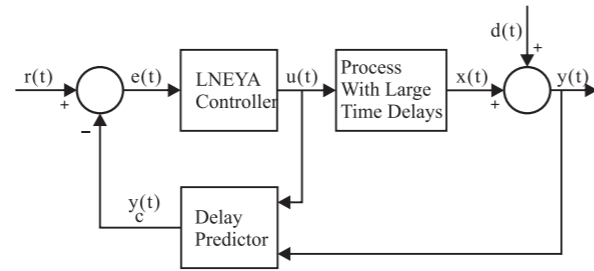 d(t)
+
r(t)
+
−
e(t)
LNEYA
Controller
u(t)
Process
With Large
Time Delays
x(t)
+
y(t)
y(t)
c
Delay
Predictor